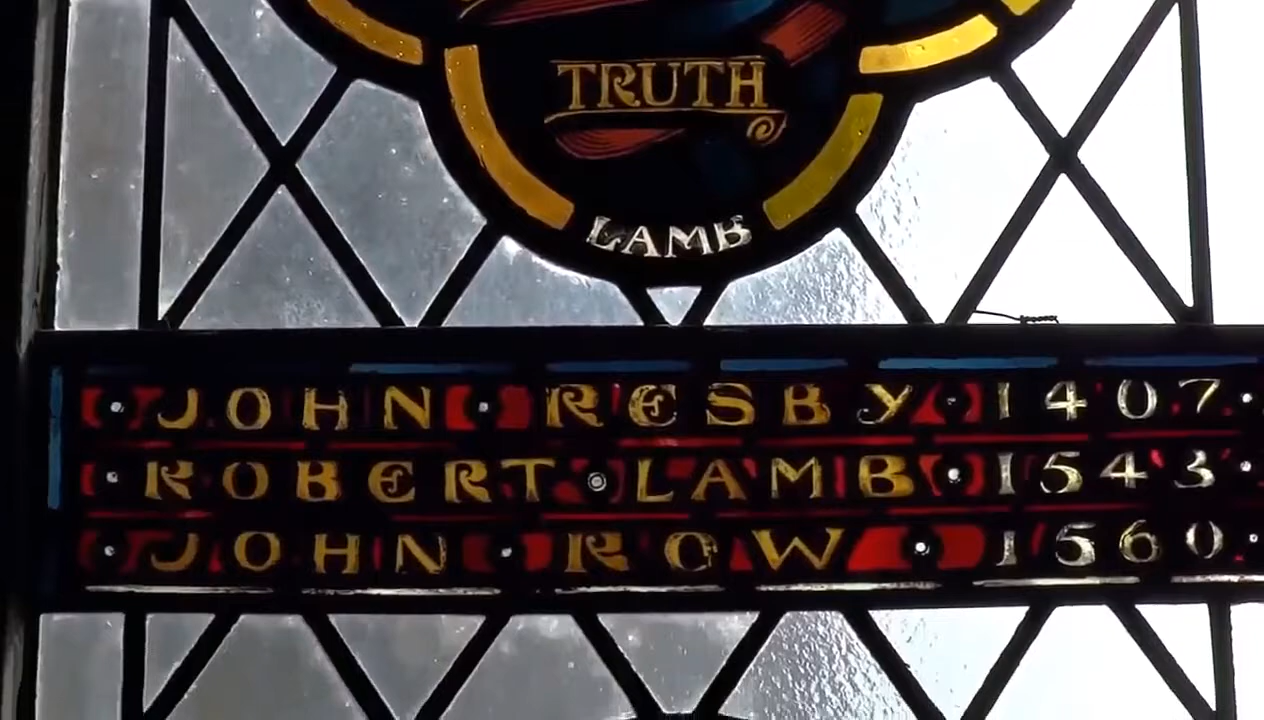 TRUTH
LAMB
JOHN · RESBY · 1407 ·
· ROBERT · LAMB · 1543 ·
· JOHN · ROW · 1560 ·